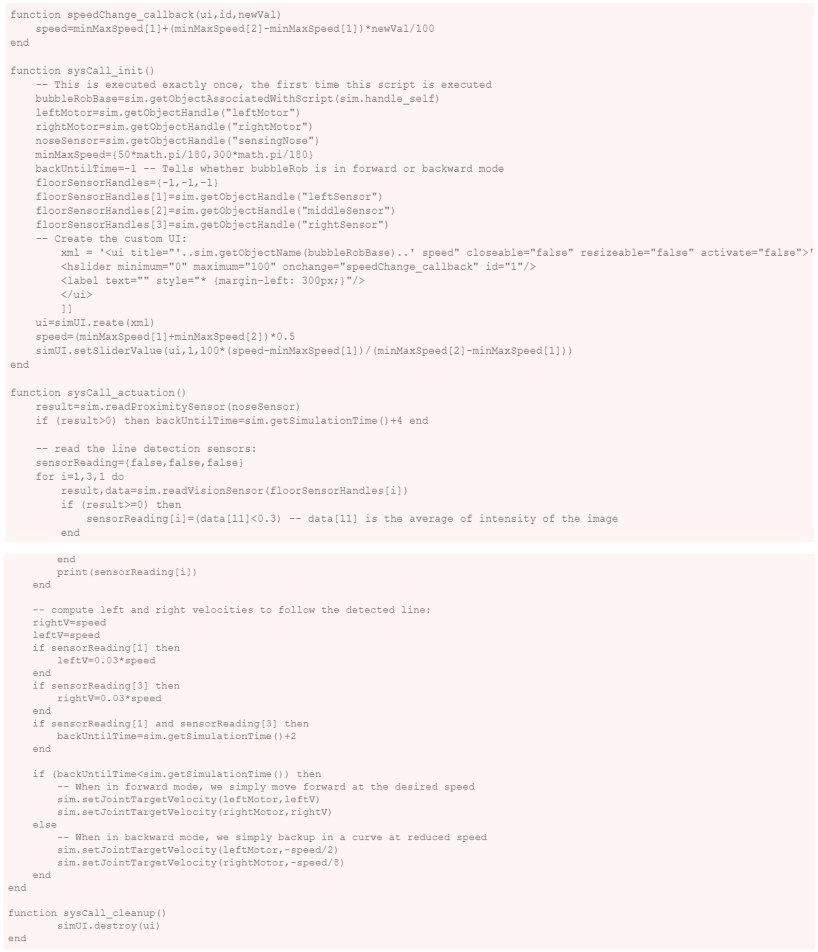 function speedChange_callback(ui,id,newVal)
    speed=minMaxSpeed[1]+(minMaxSpeed[2]-minMaxSpeed[1])*newVal/100
end

function sysCall_init()
    -- This is executed exactly once, the first time this script is executed
    bubbleRobBase=sim.getObjectAssociatedWithScript(sim.handle_self)
    leftMotor=sim.getObjectHandle("leftMotor")
    rightMotor=sim.getObjectHandle("rightMotor")
    noseSensor=sim.getObjectHandle("sensingNose")
    minMaxSpeed={50*math.pi/180,300*math.pi/180}
    backUntilTime=-1 -- Tells whether bubbleRob is in forward or backward mode
    floorSensorHandles={-1,-1,-1}
    floorSensorHandles[1]=sim.getObjectHandle("leftSensor")
    floorSensorHandles[2]=sim.getObjectHandle("middleSensor")
    floorSensorHandles[3]=sim.getObjectHandle("rightSensor")
    -- Create the custom UI:
        xml = '<ui title="'..sim.getObjectName(bubbleRobBase)..' speed" closeable="false" resizeable="false" activate="false">'
        <hslider minimum="0" maximum="100" onchange="speedChange_callback" id="1"/>
        <label text="" style="* {margin-left: 300px;}"/>
        </ui>
        ]]
    ui=simUI.reate(xml)
    speed=(minMaxSpeed[1]+minMaxSpeed[2])*0.5
    simUI.setSliderValue(ui,1,100*(speed-minMaxSpeed[1])/(minMaxSpeed[2]-minMaxSpeed[1]))
end

function sysCall_actuation()
    result=sim.readProximitySensor(noseSensor)
    if (result>0) then backUntilTime=sim.getSimulationTime()+4 end

    -- read the line detection sensors:
    sensorReading={false,false,false}
    for i=1,3,1 do
        result,data=sim.readVisionSensor(floorSensorHandles[i])
        if (result>=0) then
            sensorReading[i]=(data[11]<0.3) -- data[11] is the average of intensity of the image
        end

        end
        print(sensorReading[i])
    end

    -- compute left and right velocities to follow the detected line:
    rightV=speed
    leftV=speed
    if sensorReading[1] then
        leftV=0.03*speed
    end
    if sensorReading[3] then
        rightV=0.03*speed
    end
    if sensorReading[1] and sensorReading[3] then
        backUntilTime=sim.getSimulationTime()+2
    end

    if (backUntilTime<sim.getSimulationTime()) then
        -- When in forward mode, we simply move forward at the desired speed
        sim.setJointTargetVelocity(leftMotor,leftV)
        sim.setJointTargetVelocity(rightMotor,rightV)
    else
        -- When in backward mode, we simply backup in a curve at reduced speed
        sim.setJointTargetVelocity(leftMotor,-speed/2)
        sim.setJointTargetVelocity(rightMotor,-speed/8)
    end
end

function sysCall_cleanup()
        simUI.destroy(ui)
end